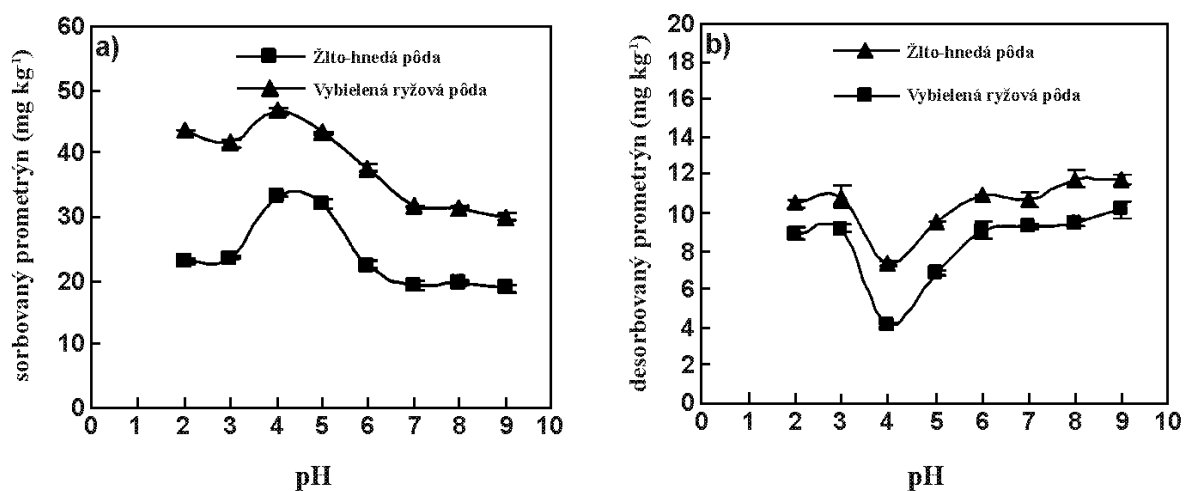 a)
Žlto-hnedá pôda
Vybielená ryžová pôda
sorbovaný prometrýn (mg kg⁻¹)
60
50
40
30
20
10
0
0 1 2 3 4 5 6 7 8 9 10
pH
b)
Žlto-hnedá pôda
Vybielená ryžová pôda
desorbovaný prometrýn (mg kg⁻¹)
20
18
16
14
12
10
8
6
4
2
0
0 1 2 3 4 5 6 7 8 9 10
pH